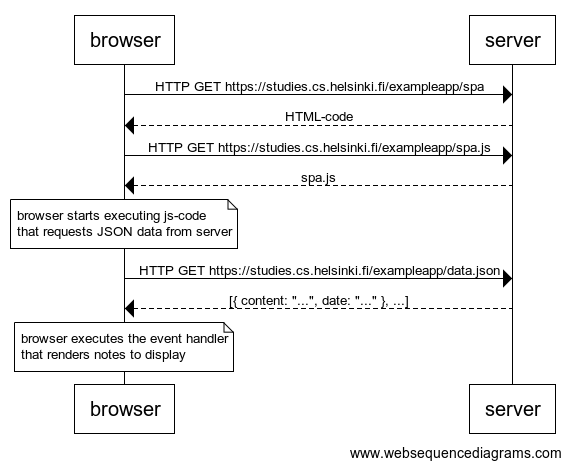 browser
server
HTTP GET https://studies.cs.helsinki.fi/exampleapp/spa
HTML-code
HTTP GET https://studies.cs.helsinki.fi/exampleapp/spa.js
spa.js
browser starts executing js-code
that requests JSON data from server
HTTP GET https://studies.cs.helsinki.fi/exampleapp/data.json
[{ content: "...", date: "..." }, ...]
browser executes the event handler
that renders notes to display
browser
server
www.websequencediagrams.com